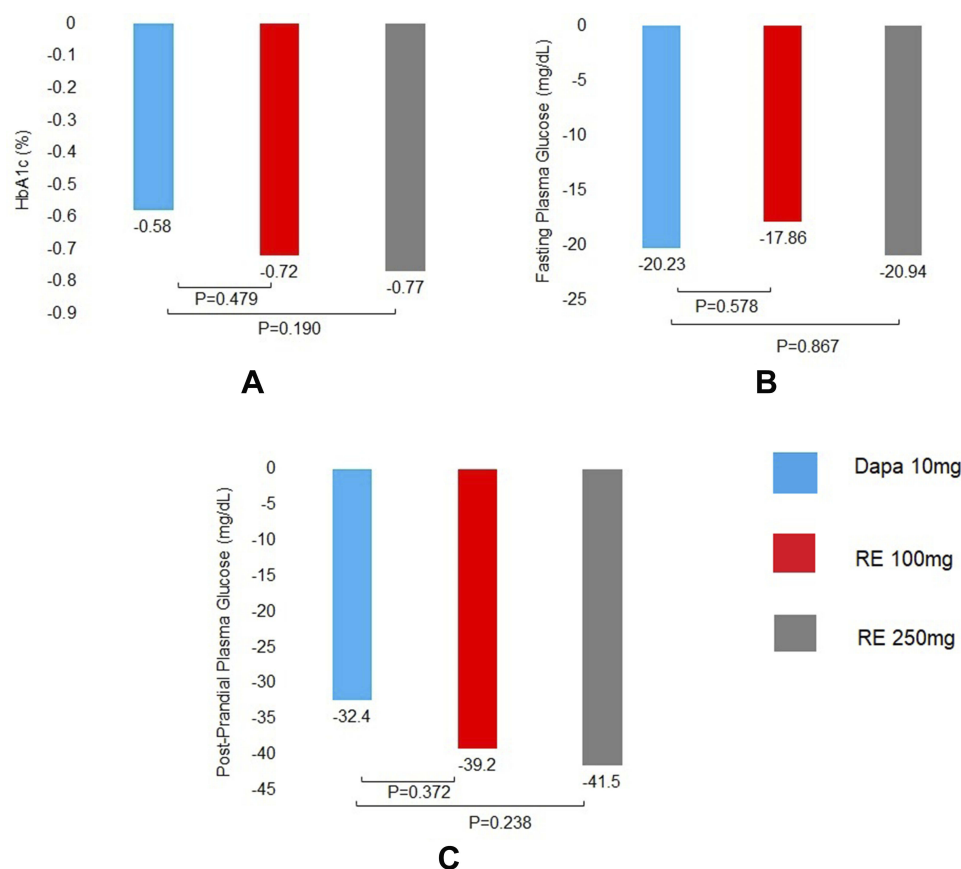 HbA1c (%)
0
-0.1
-0.2
-0.3
-0.4
-0.5
-0.6
-0.7
-0.8
-0.9
-0.58
-0.72
-0.77
P=0.479
P=0.190
A
Fasting Plasma Glucose (mg/dL)
0
-5
-10
-15
-20
-25
-20.23
-17.86
-20.94
P=0.578
P=0.867
B
Post-Prandial Plasma Glucose (mg/dL)
0
-5
-10
-15
-20
-25
-30
-35
-40
-45
-32.4
-39.2
-41.5
P=0.372
P=0.238
C
Dapa 10mg
RE 100mg
RE 250mg